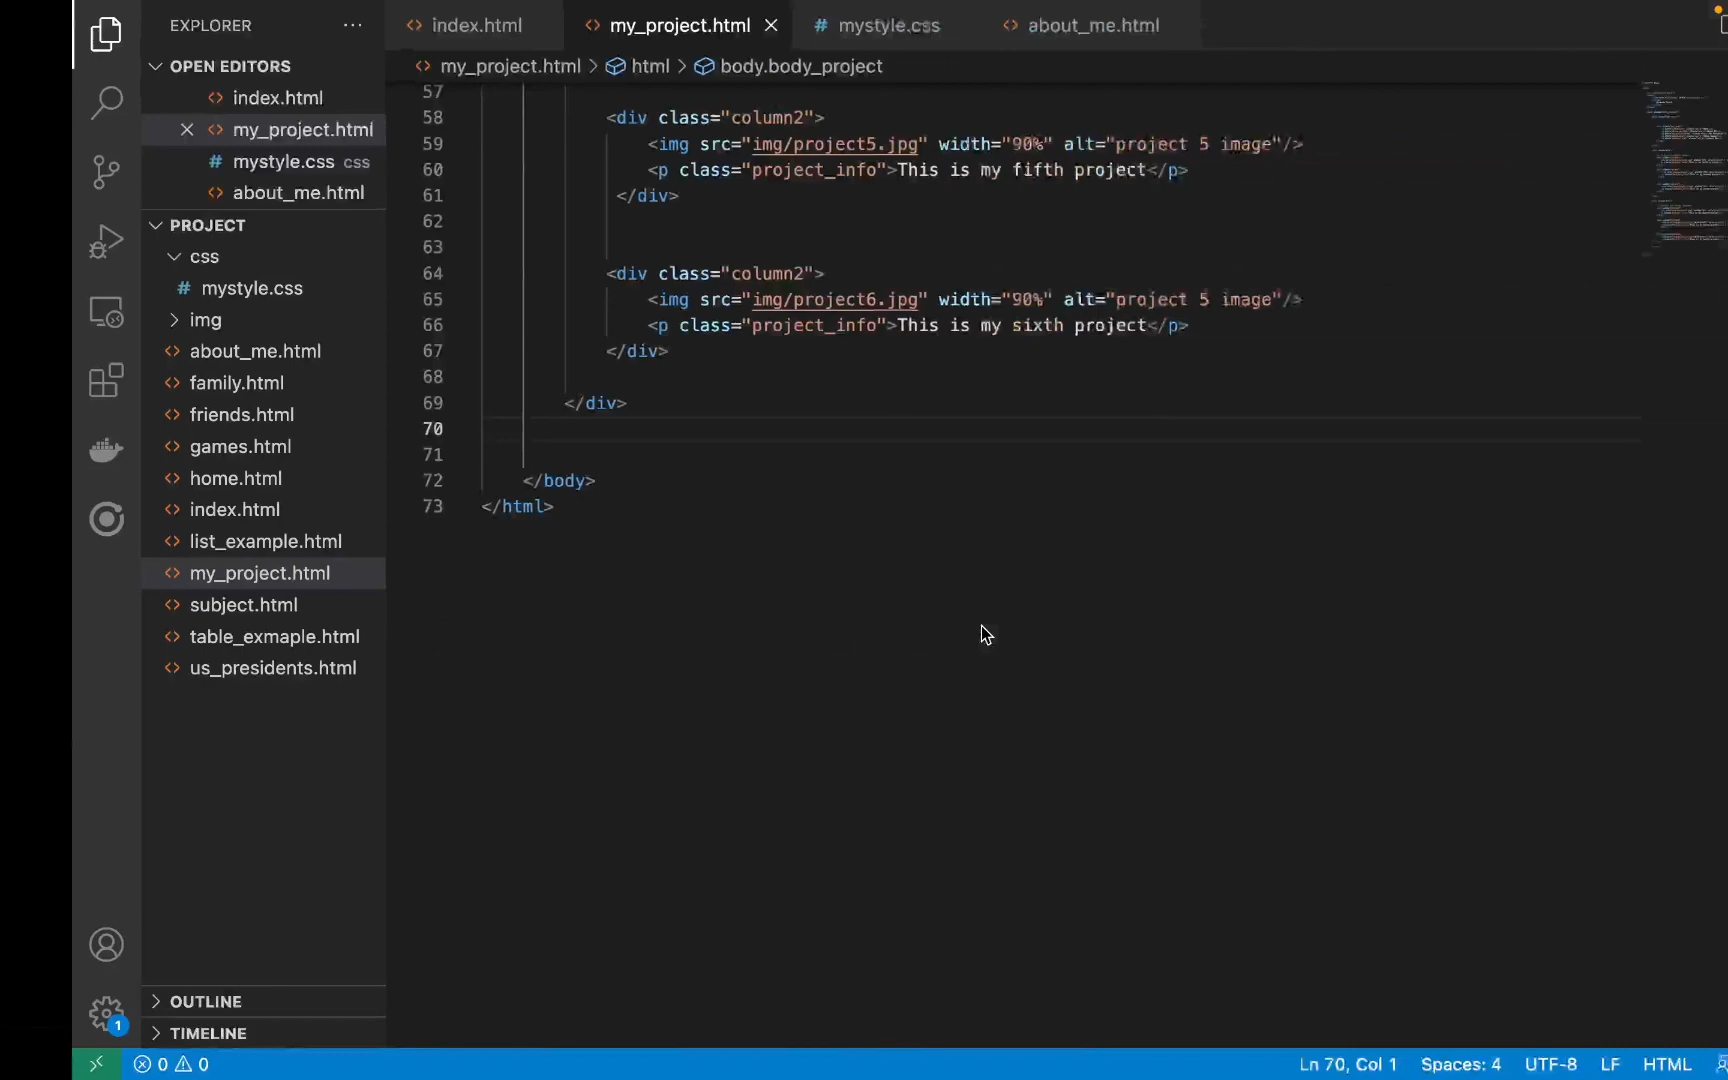 EXPLORER ...
OPEN EDITORS
index.html
my_project.html
mystyle.css css
about_me.html
PROJECT
css
mystyle.css
img
about_me.html
family.html
friends.html
games.html
home.html
index.html
list_example.html
my_project.html
subject.html
table_exmaple.html
us_presidents.html
OUTLINE
TIMELINE
1
index.html my_project.html mystyle.css about_me.html
my_project.html > html > body.body_project
57
58 <div class="column2">
59 <img src="img/project5.jpg" width="90%" alt="project 5 image"/>
60 <p class="project_info">This is my fifth project</p>
61 </div>
62
63
64 <div class="column2">
65 <img src="img/project6.jpg" width="90%" alt="project 5 image"/>
66 <p class="project_info">This is my sixth project</p>
67 </div>
68
69 </div>
70
71
72 </body>
73 </html>
0 0 Ln 70, Col 1 Spaces: 4 UTF-8 LF HTML